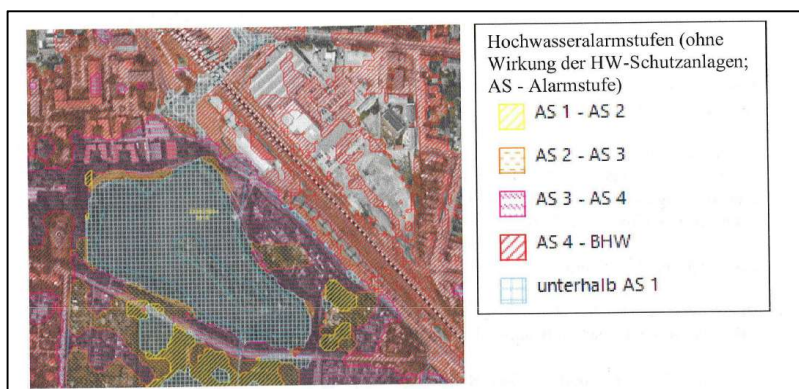 Hochwasseralarmstufen (ohne
Wirkung der HW-Schutzanlagen;
AS - Alarmstufe)
AS 1 - AS 2
AS 2 - AS 3
AS 3 - AS 4
AS 4 - BHW
unterhalb AS 1